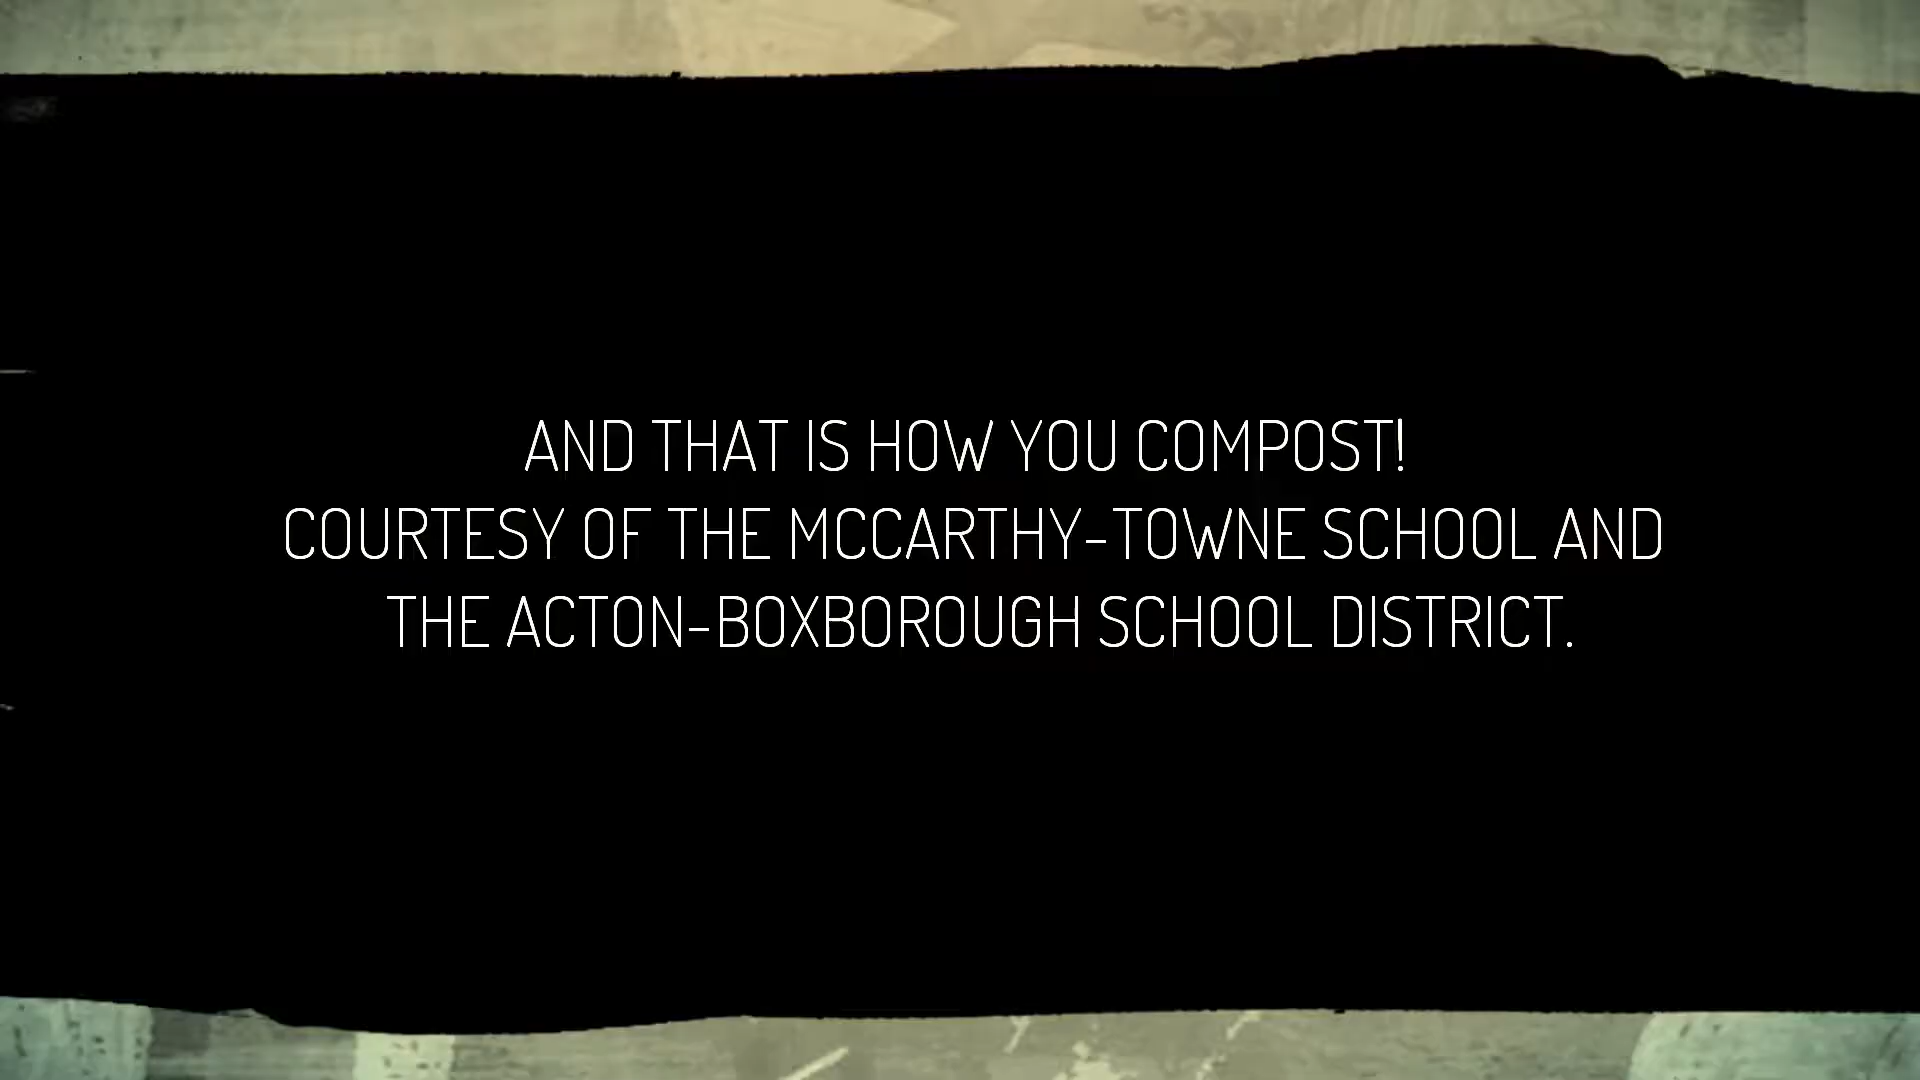 AND THAT IS HOW YOU COMPOST!
COURTESY OF THE MCCARTHY-TOWNE SCHOOL AND
THE ACTON-BOXBOROUGH SCHOOL DISTRICT.